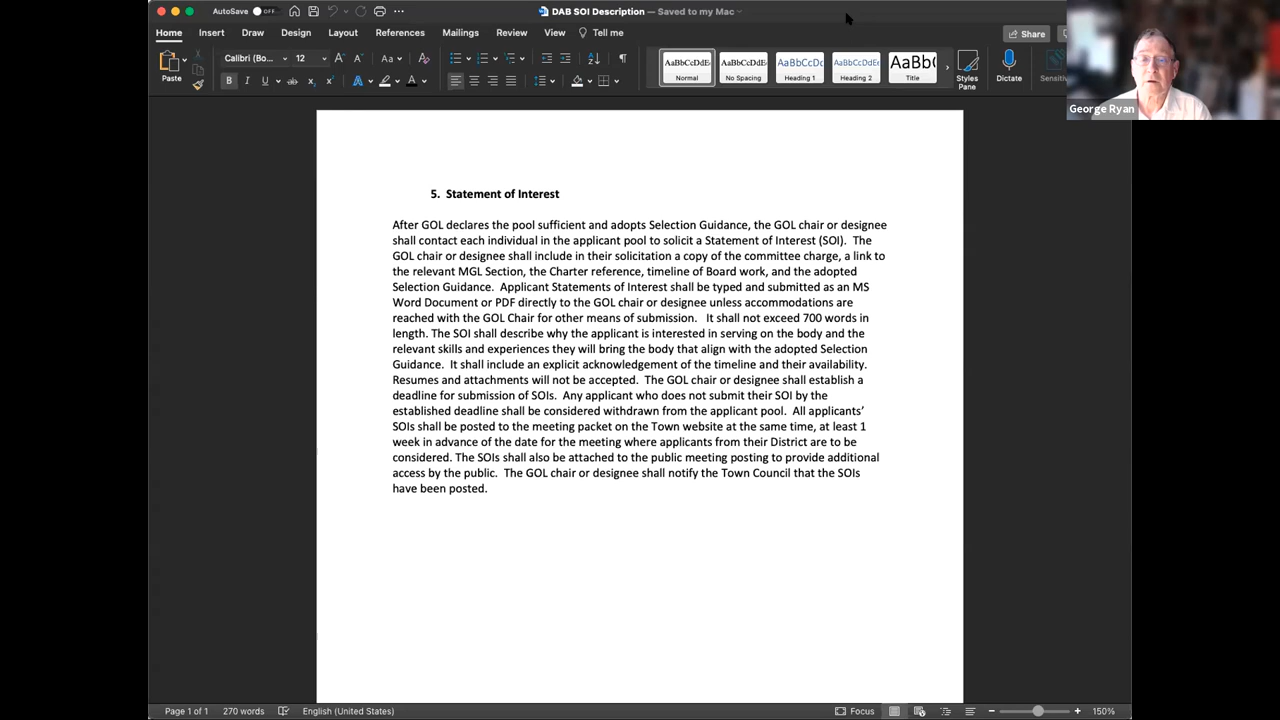 AutoSave OFF DAB SOI Description — Saved to my Mac
Home Insert Draw Design Layout References Mailings Review View Tell me Share
Paste Calibri (Bo... 12 AaBbCcDdEe Normal AaBbCcDdEe No Spacing AaBbCcDc Heading 1 AaBbCcDdEe Heading 2 AaBb( Title Styles Pane Dictate Sensitiv
George Ryan
5. Statement of Interest
After GOL declares the pool sufficient and adopts Selection Guidance, the GOL chair or designee
shall contact each individual in the applicant pool to solicit a Statement of Interest (SOI). The
GOL chair or designee shall include in their solicitation a copy of the committee charge, a link to
the relevant MGL Section, the Charter reference, timeline of Board work, and the adopted
Selection Guidance. Applicant Statements of Interest shall be typed and submitted as an MS
Word Document or PDF directly to the GOL chair or designee unless accommodations are
reached with the GOL Chair for other means of submission. It shall not exceed 700 words in
length. The SOI shall describe why the applicant is interested in serving on the body and the
relevant skills and experiences they will bring the body that align with the adopted Selection
Guidance. It shall include an explicit acknowledgement of the timeline and their availability.
Resumes and attachments will not be accepted. The GOL chair or designee shall establish a
deadline for submission of SOIs. Any applicant who does not submit their SOI by the
established deadline shall be considered withdrawn from the applicant pool. All applicants'
SOIs shall be posted to the meeting packet on the Town website at the same time, at least 1
week in advance of the date for the meeting where applicants from their District are to be
considered. The SOIs shall also be attached to the public meeting posting to provide additional
access by the public. The GOL chair or designee shall notify the Town Council that the SOIs
have been posted.
Page 1 of 1 270 words English (United States) Focus 150%